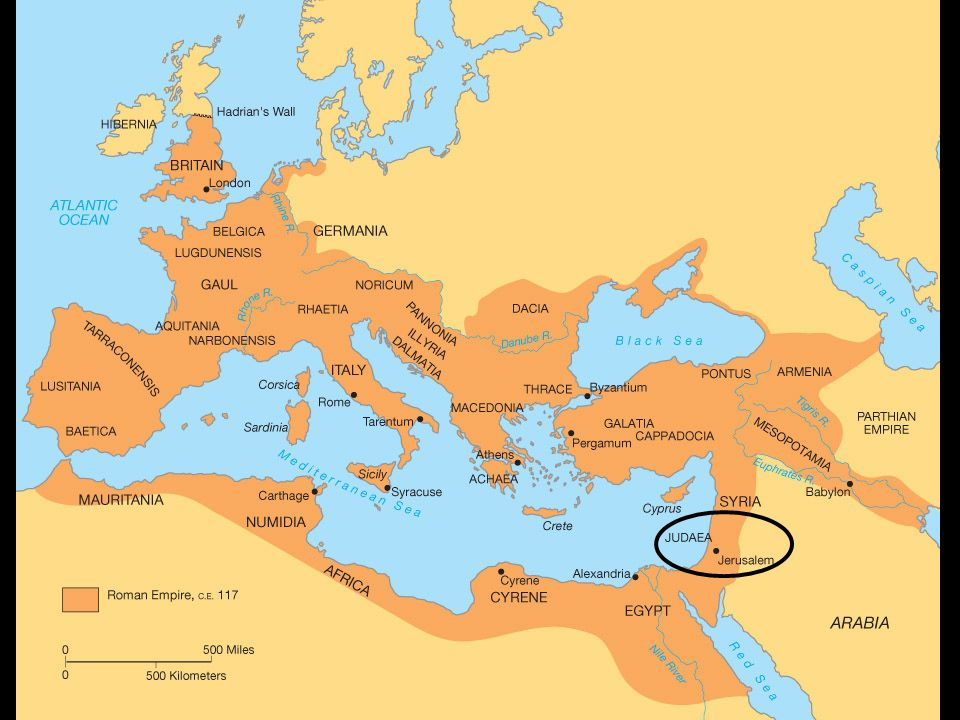 Hadrian's Wall
HIBERNIA
BRITAIN
London
ATLANTIC
OCEAN
Rhine R.
BELGICA
GERMANIA
LUGDUNENSIS
GAUL
NORICUM
Rhone R.
RHAETIA
PANNONIA
DACIA
Caspian Sea
AQUITANIA
NARBONENSIS
ILLYRIA
DALMATIA
Danube R.
Black Sea
TARRACONENSIS
ITALY
LUSITANIA
Corsica
Rome
THRACE
Byzantium
PONTUS
ARMENIA
Tigris R.
PARTHIAN
EMPIRE
BAETICA
Sardinia
Tarentum
MACEDONIA
GALATIA
CAPPADOCIA
Pergamum
MESOPOTAMIA
Mediterranean Sea
Athens
ACHAEA
Euphrates R.
Sicily
Syracuse
MAURITANIA
Carthage
NUMIDIA
Crete
Cyprus
SYRIA
Babylon
JUDAEA
Jerusalem
AFRICA
Cyrene
CYRENE
Alexandria
EGYPT
Nile River
Red Sea
ARABIA
Roman Empire, C.E. 117
0 500 Miles
0 500 Kilometers